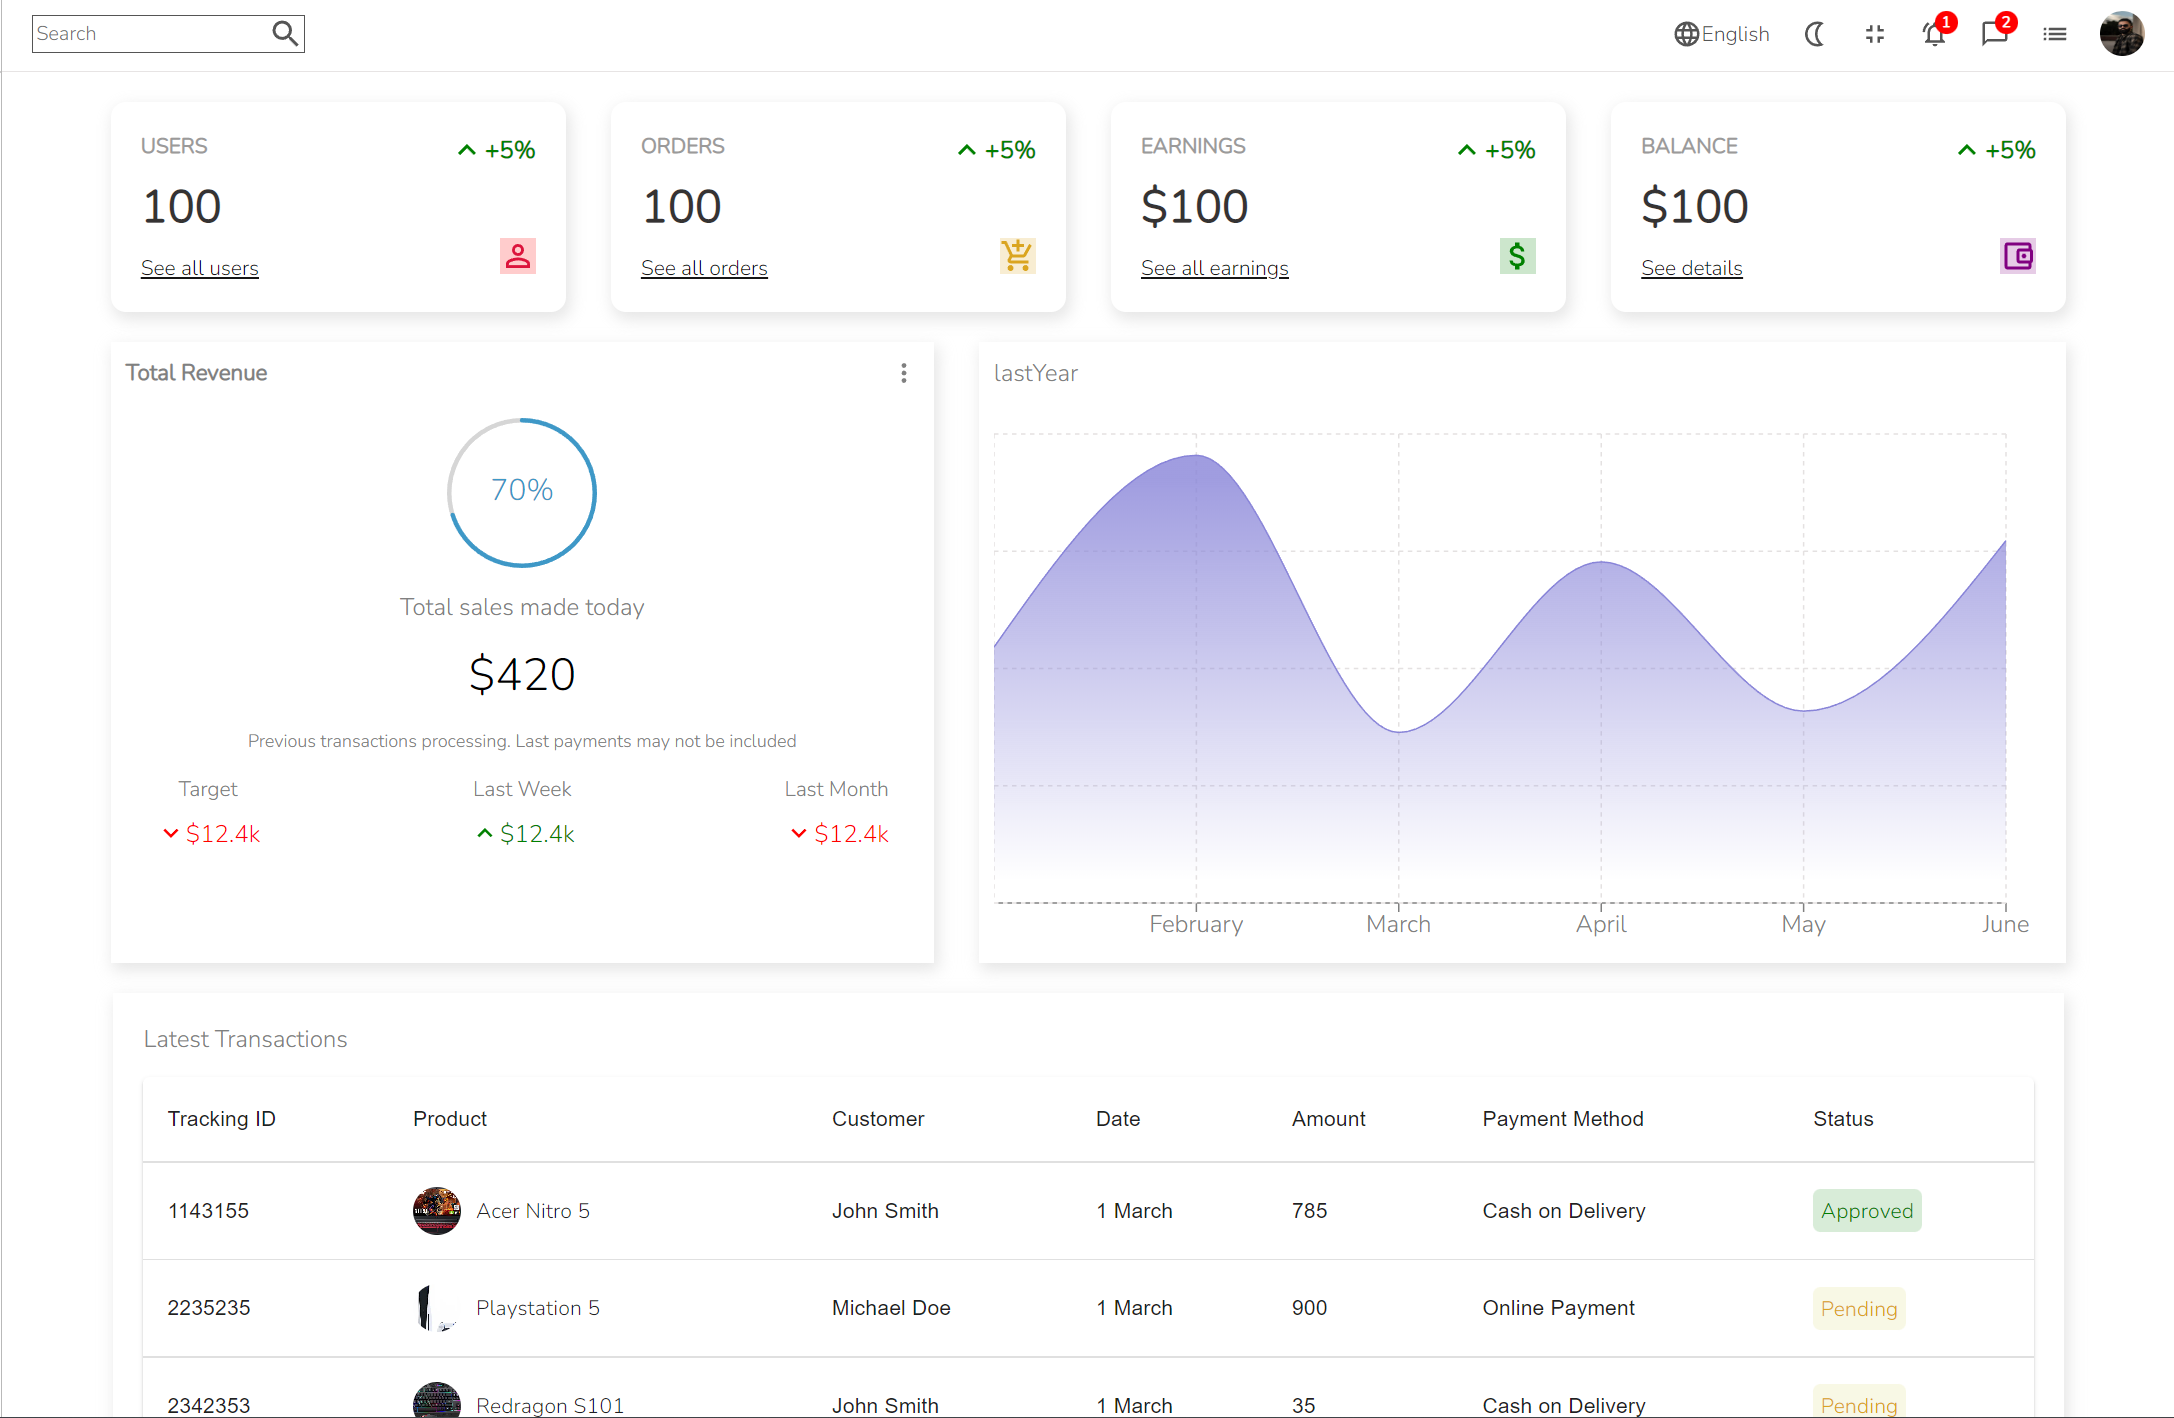 Search
English
1
2
USERS
+5%
100
See all users
ORDERS
+5%
100
See all orders
EARNINGS
+5%
$100
See all earnings
$
BALANCE
+5%
$100
See details
Total Revenue
70%
Total sales made today
$420
Previous transactions processing. Last payments may not be included
Target Last Week Last Month
$12.4k $12.4k $12.4k
lastYear
February March April May June
Latest Transactions
Tracking ID Product Customer Date Amount Payment Method Status
1143155 Acer Nitro 5 John Smith 1 March 785 Cash on Delivery Approved
2235235 Playstation 5 Michael Doe 1 March 900 Online Payment Pending
2342353 Redragon S101 John Smith 1 March 35 Cash on Delivery Pending